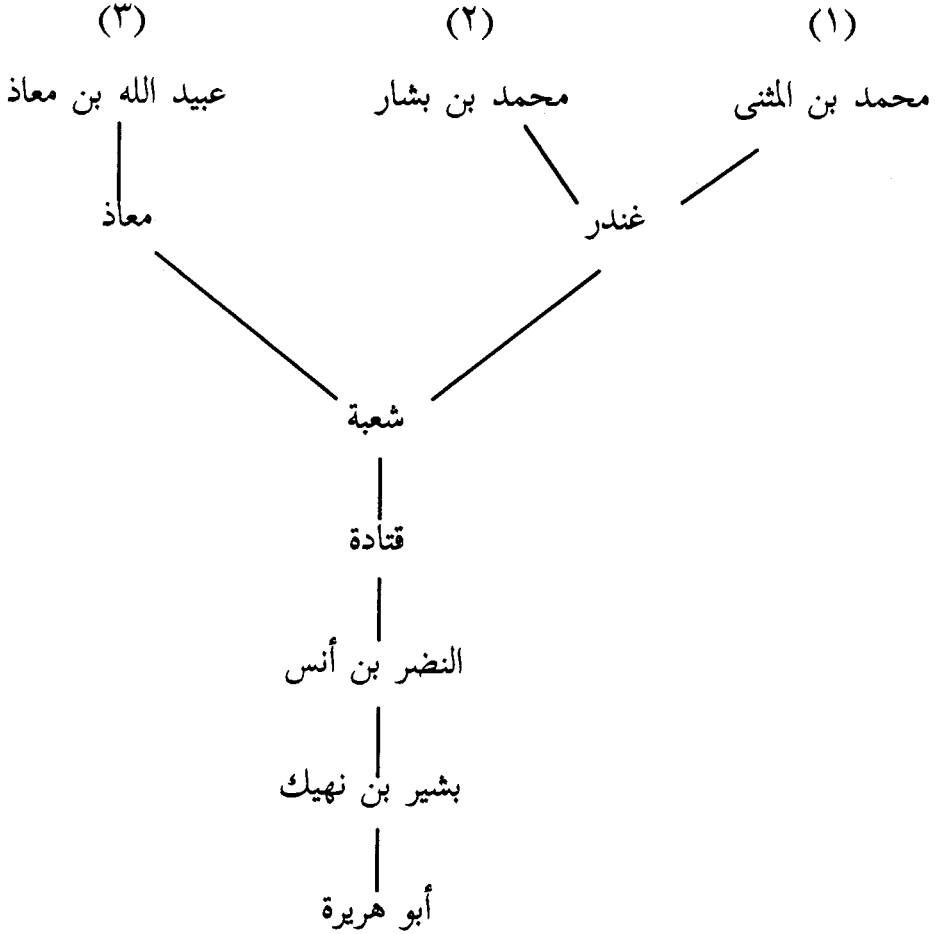 (١) (٢) (٣)
محمد بن المثنى محمد بن بشار عبيد الله بن معاذ
غندر معاذ
شعبة
قتادة
النضر بن أنس
بشير بن نهيك
أبو هريرة